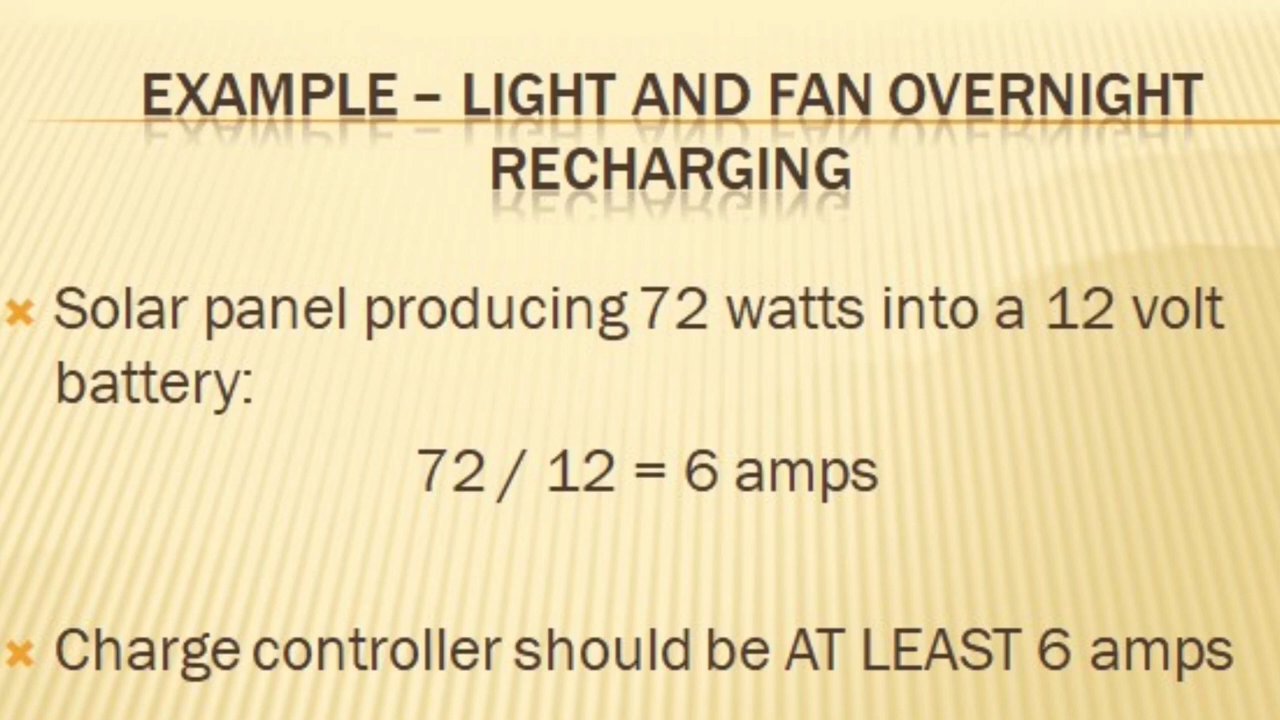 EXAMPLE – LIGHT AND FAN OVERNIGHT
RECHARGING
Solar panel producing 72 watts into a 12 volt
battery:
72 / 12 = 6 amps
Charge controller should be AT LEAST 6 amps